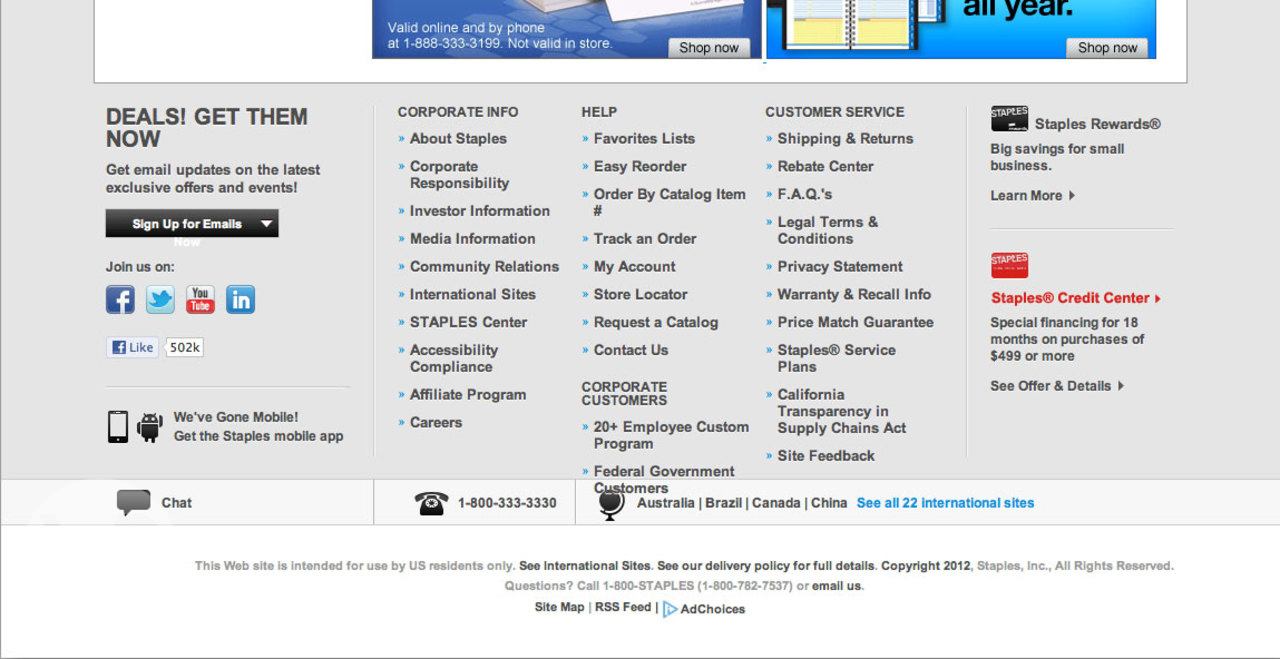 all year.
Valid online and by phone
at 1-888-333-3199. Not valid in store.
Shop now
Shop now
DEALS! GET THEM
NOW
Get email updates on the latest
exclusive offers and events!
Sign Up for Emails
Now
Join us on:
You
Tube
in
Like 502k
We've Gone Mobile!
Get the Staples mobile app
CORPORATE INFO
» About Staples
» Corporate
Responsibility
» Investor Information
» Media Information
» Community Relations
» International Sites
» STAPLES Center
» Accessibility
Compliance
» Affiliate Program
» Careers
HELP
» Favorites Lists
» Easy Reorder
» Order By Catalog Item
#
» Track an Order
» My Account
» Store Locator
» Request a Catalog
» Contact Us
CORPORATE
CUSTOMERS
» 20+ Employee Custom
Program
» Federal Government
Customers
CUSTOMER SERVICE
» Shipping & Returns
» Rebate Center
» F.A.Q.'s
» Legal Terms &
Conditions
» Privacy Statement
» Warranty & Recall Info
» Price Match Guarantee
» Staples® Service
Plans
» California
Transparency in
Supply Chains Act
» Site Feedback
STAPLES
Staples Rewards®
Big savings for small
business.
Learn More
STAPLES
Staples® Credit Center
Special financing for 18
months on purchases of
$499 or more
See Offer & Details
Chat
1-800-333-3330
Australia | Brazil | Canada | China See all 22 international sites
This Web site is intended for use by US residents only. See International Sites. See our delivery policy for full details. Copyright 2012, Staples, Inc., All Rights Reserved.
Questions? Call 1-800-STAPLES (1-800-782-7537) or email us.
Site Map | RSS Feed | AdChoices